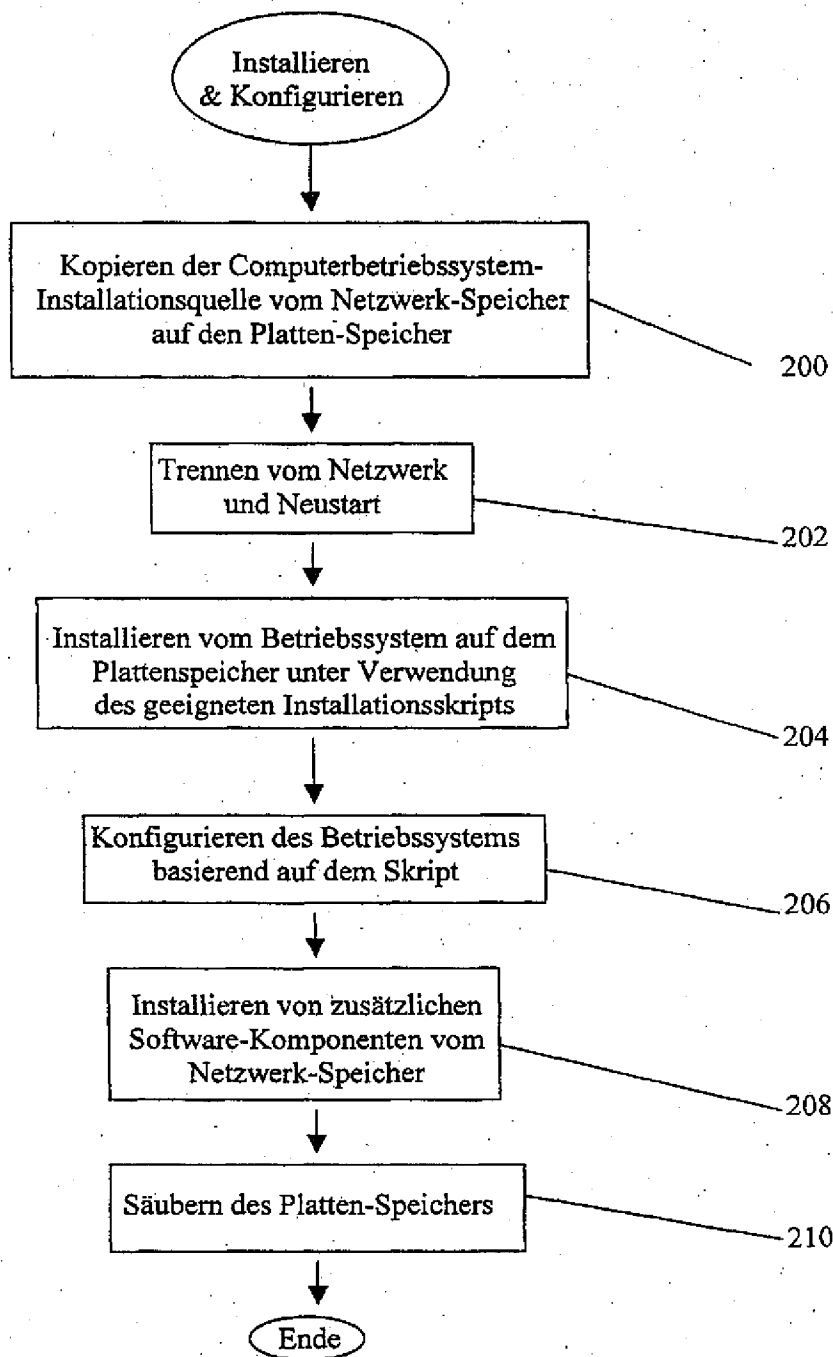 Installieren
& Konfigurieren
Kopieren der Computerbetriebssystem-
Installationsquelle vom Netzwerk-Speicher
auf den Platten-Speicher
200
Trennen vom Netzwerk
und Neustart
202
Installieren vom Betriebssystem auf dem
Plattenspeicher unter Verwendung
des geeigneten Installationsskripts
204
Konfigurieren des Betriebssystems
basierend auf dem Skript
206
Installieren von zusätzlichen
Software-Komponenten vom
Netzwerk-Speicher
208
Säubern des Platten-Speichers
210
Ende